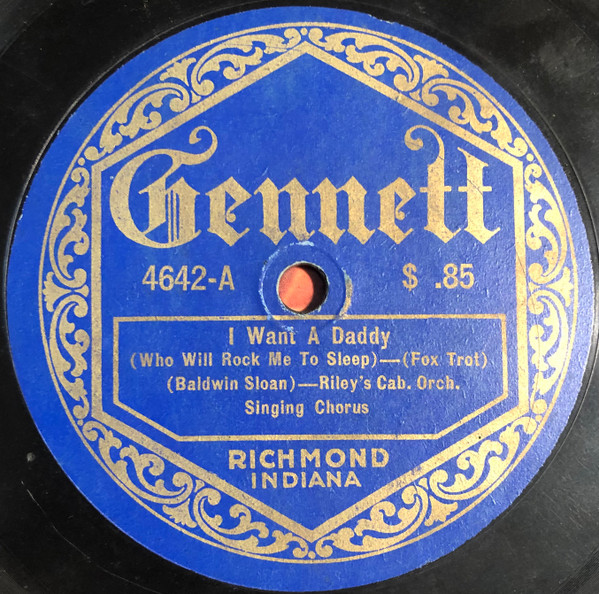 Gennett
4642-A $ .85
I Want A Daddy
(Who Will Rock Me To Sleep)—(Fox Trot)
(Baldwin Sloan)—Riley's Cab. Orch.
Singing Chorus
RICHMOND
INDIANA